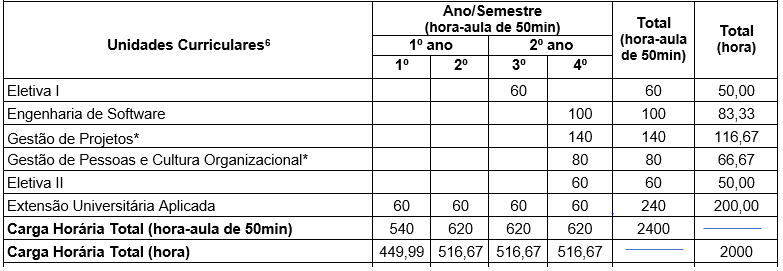 Unidades Curriculares⁶ Ano/Semestre (hora-aula de 50min) Total (hora-aula de 50min) Total (hora)
1º ano 2º ano
1º 2º 3º 4º
Eletiva I 60 60 50,00
Engenharia de Software 100 100 83,33
Gestão de Projetos* 140 140 116,67
Gestão de Pessoas e Cultura Organizacional* 80 80 66,67
Eletiva II 60 60 50,00
Extensão Universitária Aplicada 60 60 60 60 240 200,00
Carga Horária Total (hora-aula de 50min) 540 620 620 620 2400
Carga Horária Total (hora) 449,99 516,67 516,67 516,67 2000